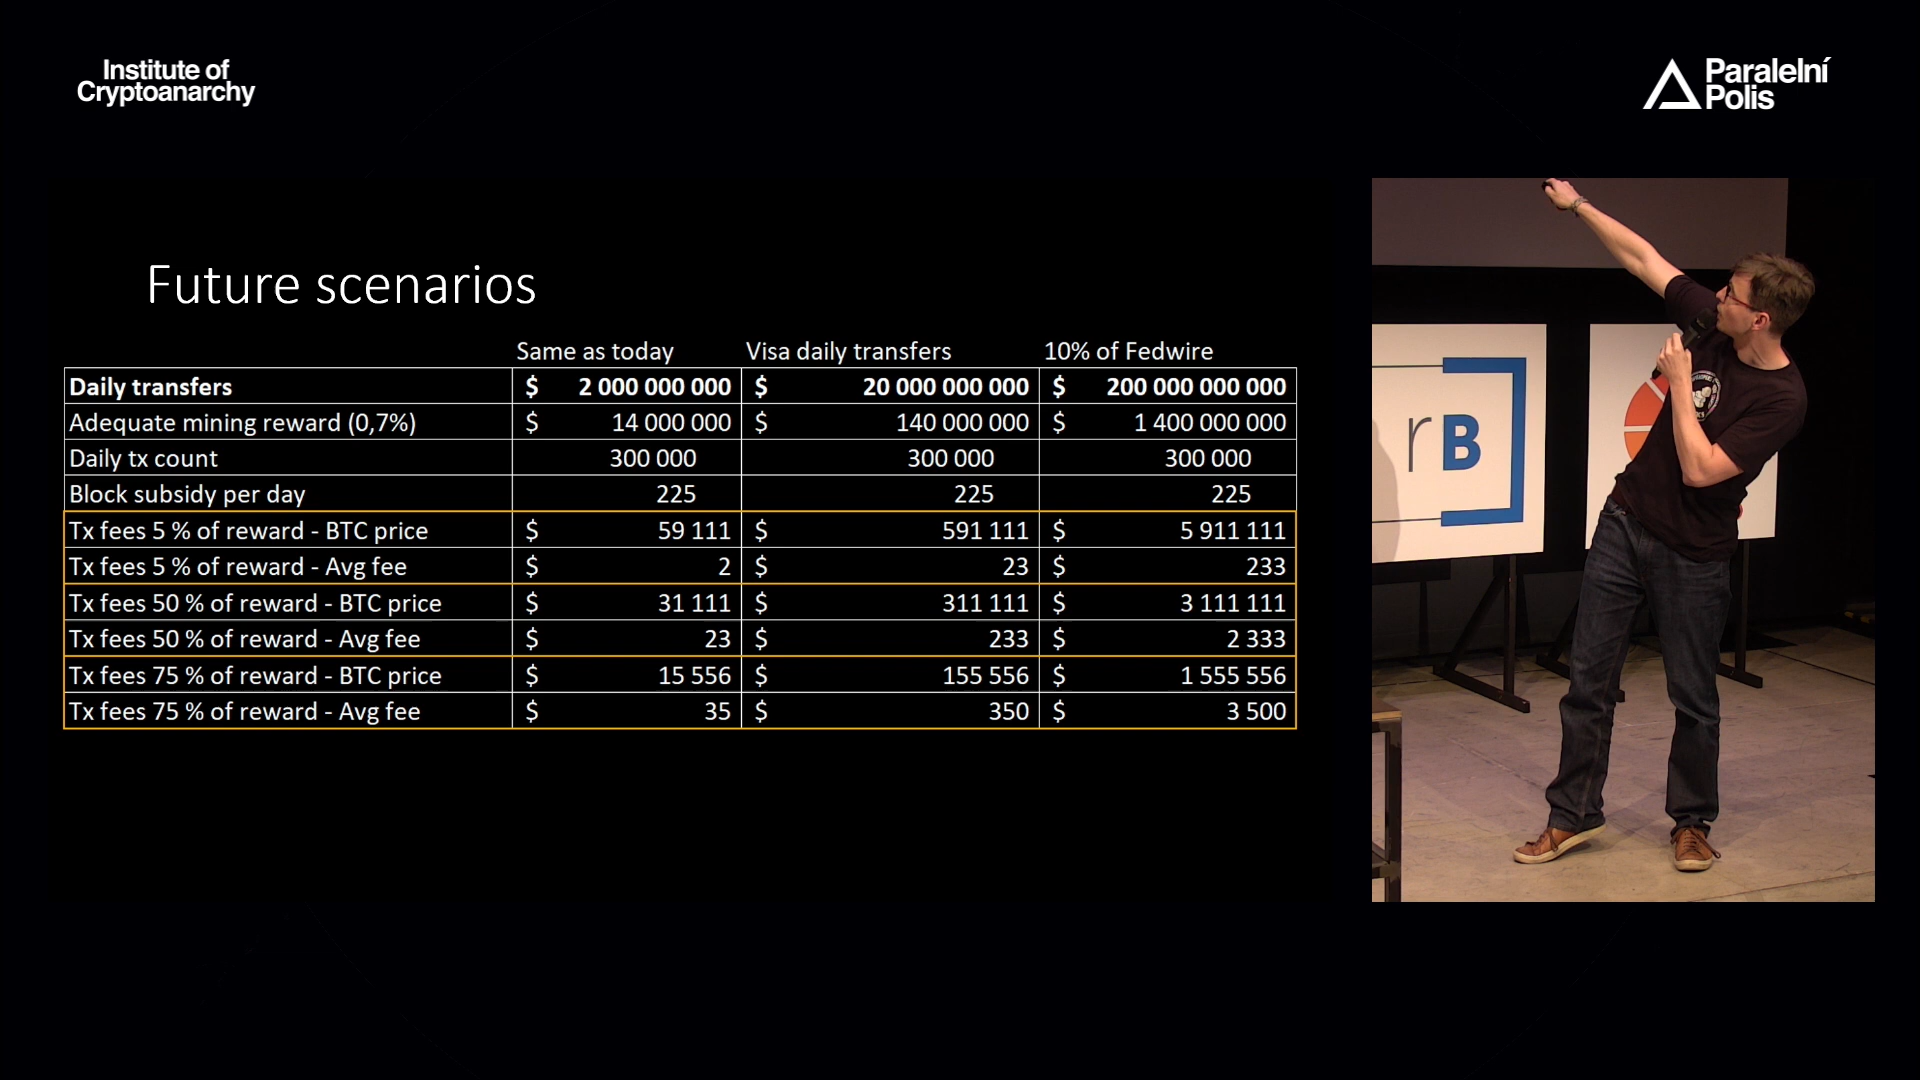 Institute of
Cryptoanarchy
Paralelní
Polis
Future scenarios
Same as today Visa daily transfers 10% of Fedwire
Daily transfers $ 2 000 000 000 $ 20 000 000 000 $ 200 000 000 000
Adequate mining reward (0,7%) $ 14 000 000 $ 140 000 000 $ 1 400 000 000
Daily tx count 300 000 300 000 300 000
Block subsidy per day 225 225 225
Tx fees 5 % of reward - BTC price $ 59 111 $ 591 111 $ 5 911 111
Tx fees 5 % of reward - Avg fee $ 2 $ 23 $ 233
Tx fees 50 % of reward - BTC price $ 31 111 $ 311 111 $ 3 111 111
Tx fees 50 % of reward - Avg fee $ 23 $ 233 $ 2 333
Tx fees 75 % of reward - BTC price $ 15 556 $ 155 556 $ 1 555 556
Tx fees 75 % of reward - Avg fee $ 35 $ 350 $ 3 500
rB